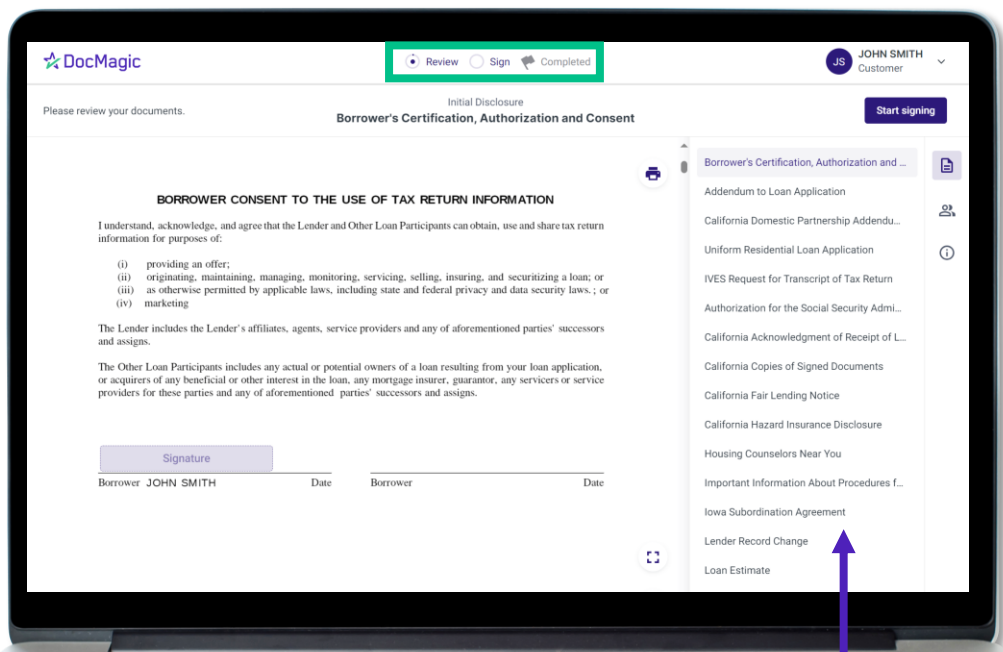 DocMagic
Review Sign Completed
JS
JOHN SMITH
Customer
Please review your documents.
Initial Disclosure
Borrower's Certification, Authorization and Consent
Start signing
BORROWER CONSENT TO THE USE OF TAX RETURN INFORMATION
I understand, acknowledge, and agree that the Lender and Other Loan Participants can obtain, use and share tax return
information for purposes of:
(i) providing an offer;
(ii) originating, maintaining, managing, monitoring, servicing, selling, insuring, and securitizing a loan; or
(iii) as otherwise permitted by applicable laws, including state and federal privacy and data security laws. ; or
(iv) marketing
The Lender includes the Lender's affiliates, agents, service providers and any of aforementioned parties' successors
and assigns.
The Other Loan Participants includes any actual or potential owners of a loan resulting from your loan application,
or acquirers of any beneficial or other interest in the loan, any mortgage insurer, guarantor, any servicers or service
providers for these parties and any of aforementioned parties' successors and assigns.
Signature
Borrower JOHN SMITH Date Borrower Date
Borrower's Certification, Authorization and ...
Addendum to Loan Application
California Domestic Partnership Addendu...
Uniform Residential Loan Application
IVES Request for Transcript of Tax Return
Authorization for the Social Security Admi...
California Acknowledgment of Receipt of L...
California Copies of Signed Documents
California Fair Lending Notice
California Hazard Insurance Disclosure
Housing Counselors Near You
Important Information About Procedures f...
Iowa Subordination Agreement
Lender Record Change
Loan Estimate